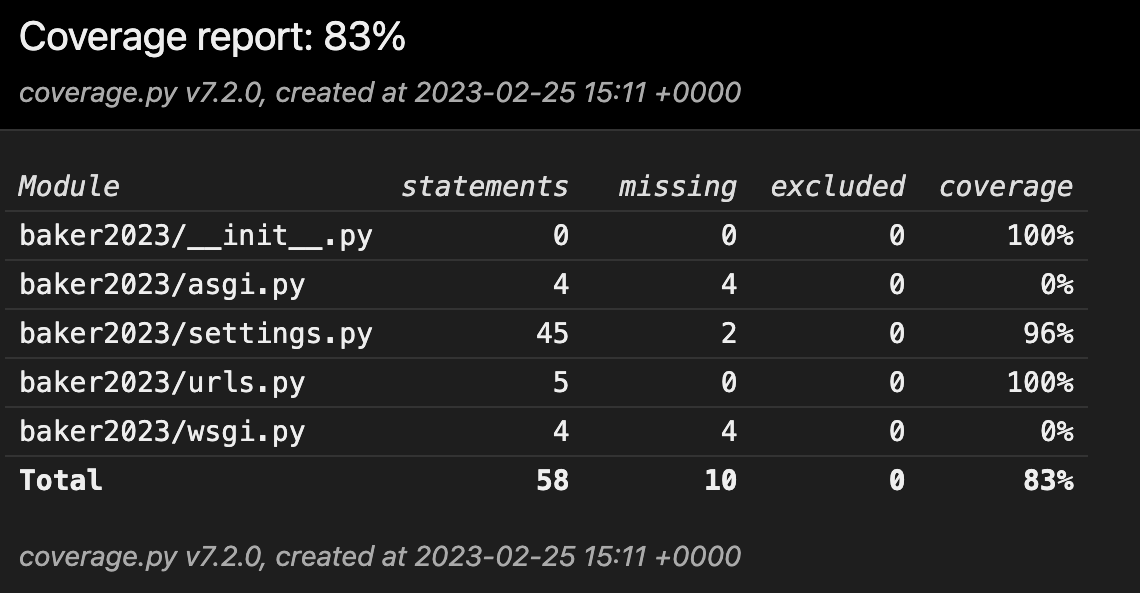 Coverage report: 83%
coverage.py v7.2.0, created at 2023-02-25 15:11 +0000
Module statements missing excluded coverage
baker2023/__init__.py 0 0 0 100%
baker2023/asgi.py 4 4 0 0%
baker2023/settings.py 45 2 0 96%
baker2023/urls.py 5 0 0 100%
baker2023/wsgi.py 4 4 0 0%
Total 58 10 0 83%
coverage.py v7.2.0, created at 2023-02-25 15:11 +0000